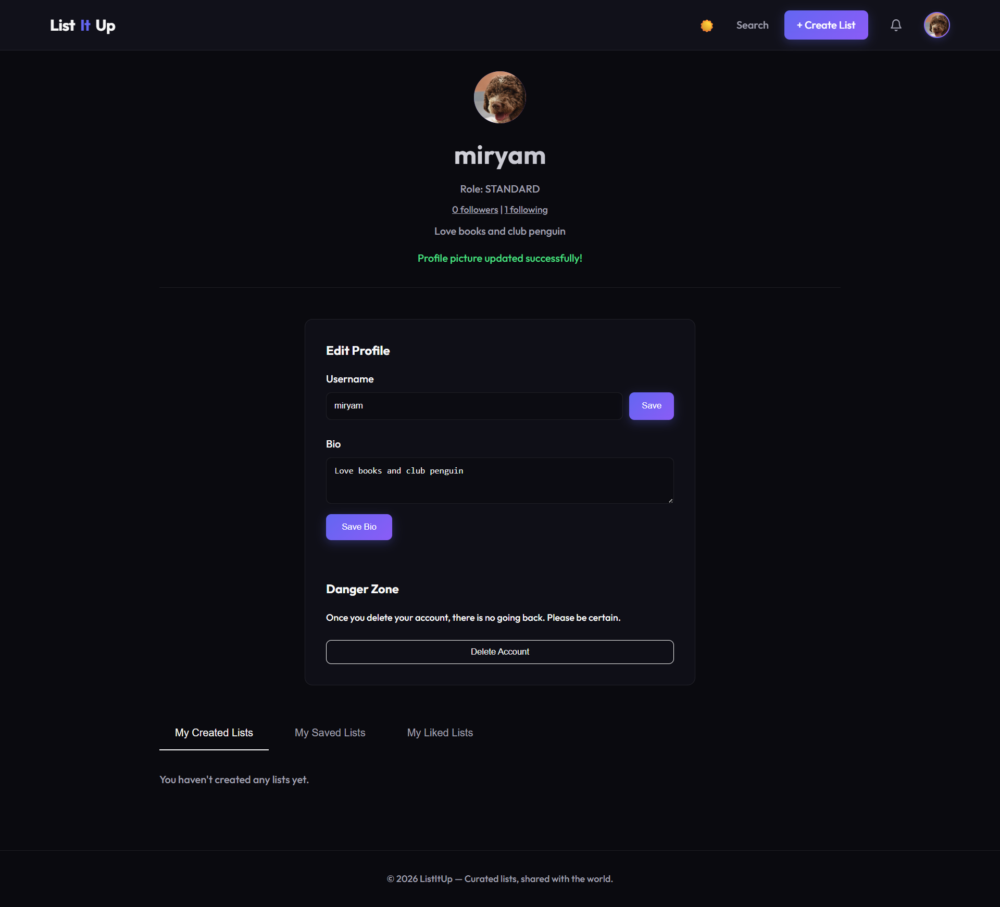 List It Up
Search
+ Create List
miryam
Role: STANDARD
0 followers | 1 following
Love books and club penguin
Profile picture updated successfully!
Edit Profile
Username
miryam
Save
Bio
Love books and club penguin
Save Bio
Danger Zone
Once you delete your account, there is no going back. Please be certain.
Delete Account
My Created Lists
My Saved Lists
My Liked Lists
You haven't created any lists yet.
© 2026 ListItUp — Curated lists, shared with the world.